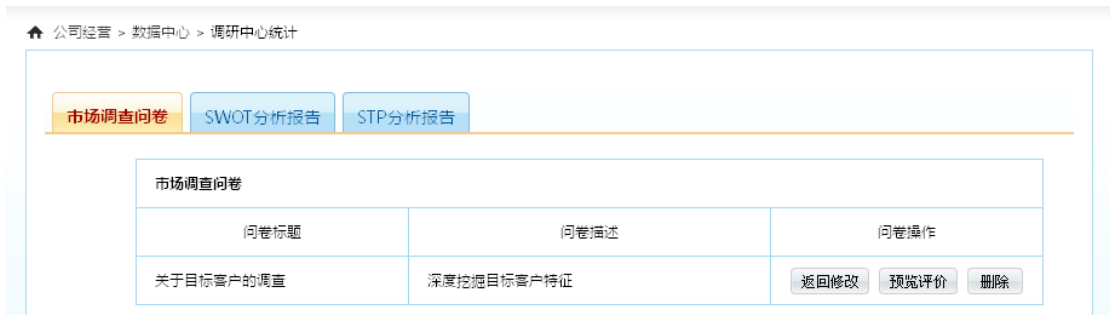 公司经营 > 数据中心 > 调研中心统计
市场调查问卷 SWOT分析报告 STP分析报告
市场调查问卷
问卷标题 问卷描述 问卷操作
关于目标客户的调查 深度挖掘目标客户特征 返回修改 预览评价 删除